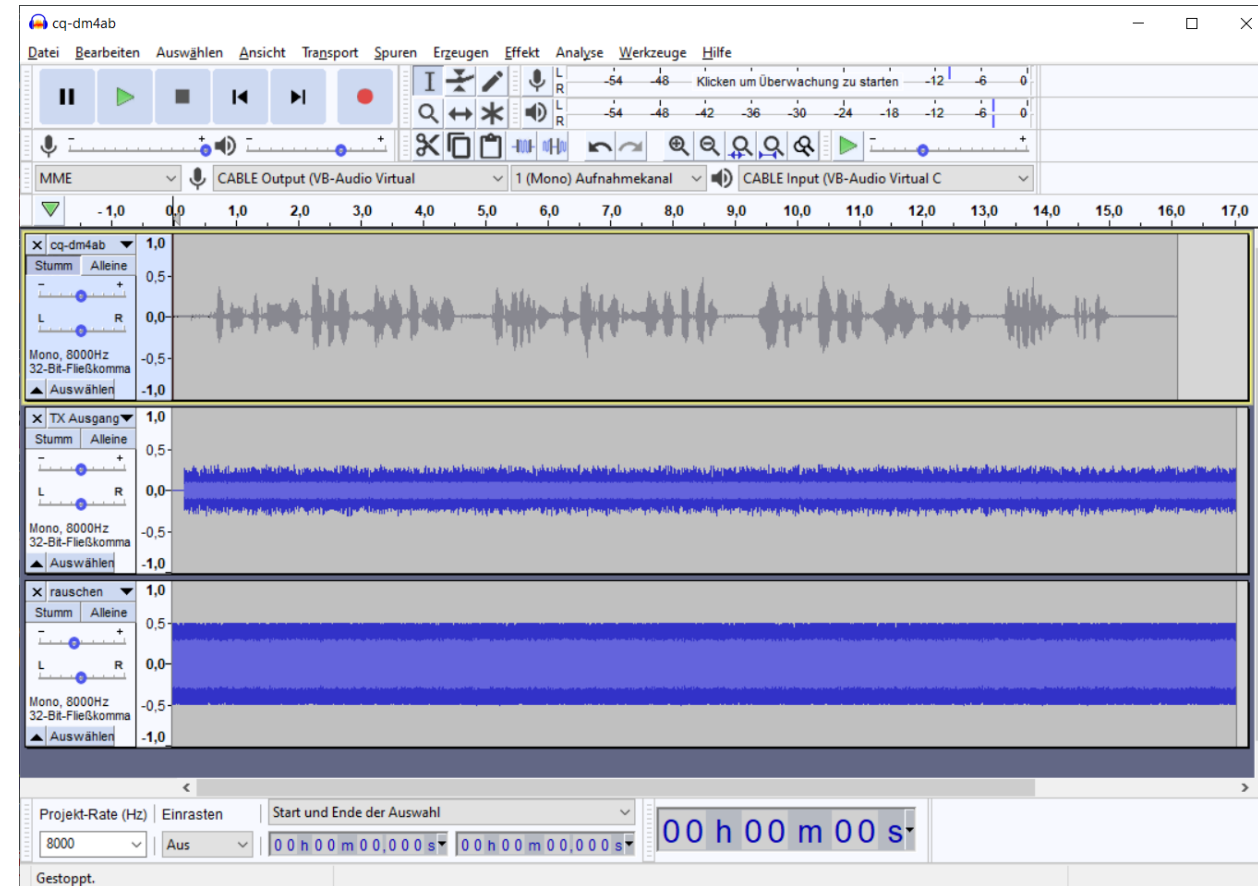 cq-dm4ab
Datei Bearbeiten Auswählen Ansicht Transport Spuren Erzeugen Effekt Analyse Werkzeuge Hilfe
L R -54 -48 Klicken um Überwachung zu starten -12 -6 0
L R -54 -48 -42 -36 -30 -24 -18 -12 -6 0
- + - + - +
MME CABLE Output (VB-Audio Virtual 1 (Mono) Aufnahmekanal CABLE Input (VB-Audio Virtual C
- 1,0 0,0 1,0 2,0 3,0 4,0 5,0 6,0 7,0 8,0 9,0 10,0 11,0 12,0 13,0 14,0 15,0 16,0 17,0
cq-dm4ab 1,0
Stumm Alleine
0,5
- +
L R 0,0
Mono, 8000Hz
-0,5
32-Bit-Fließkomma
Auswählen -1,0
TX Ausgang 1,0
Stumm Alleine
0,5
- +
L R 0,0
Mono, 8000Hz
-0,5
32-Bit-Fließkomma
Auswählen -1,0
rauschen 1,0
Stumm Alleine
0,5
- +
L R 0,0
Mono, 8000Hz
-0,5
32-Bit-Fließkomma
Auswählen -1,0
Projekt-Rate (Hz) Einrasten Start und Ende der Auswahl
8000 Aus 00 h 00 m 00,000 s 00 h 00 m 00,000 s 00 h 00 m 00 s
Gestoppt.